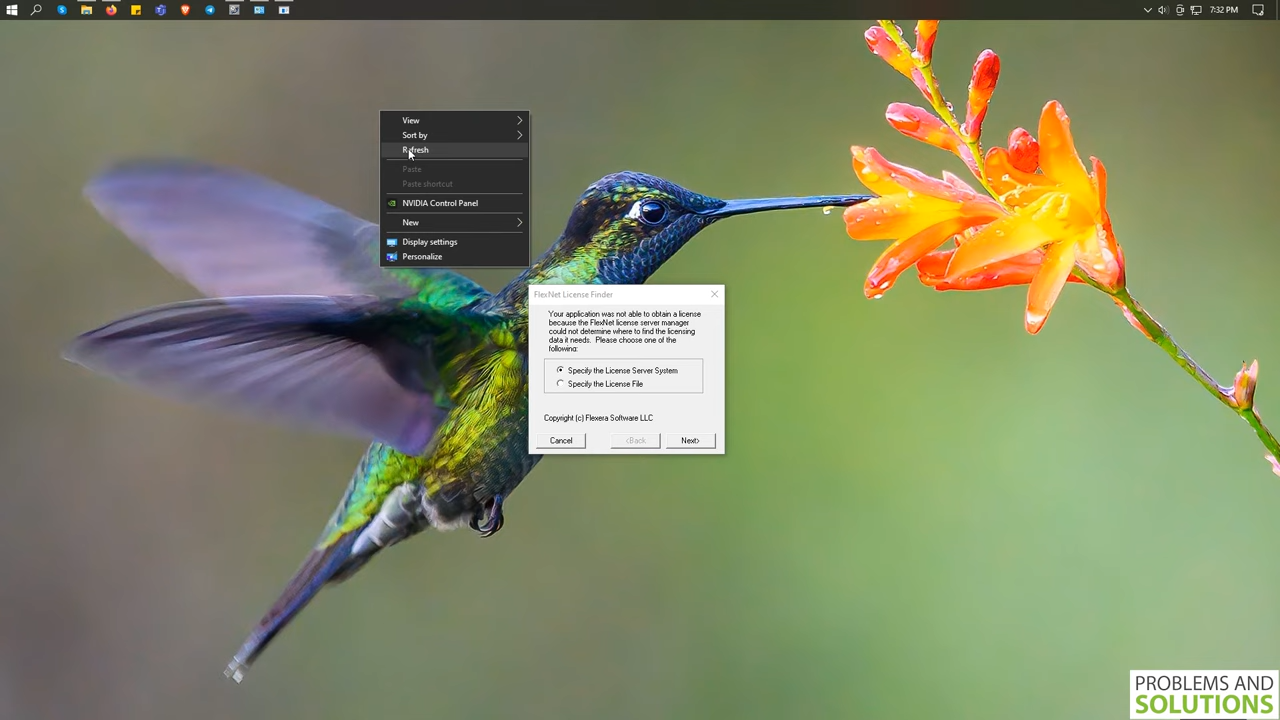 7:32 PM
View
Sort by
Refresh
Paste
Paste shortcut
NVIDIA Control Panel
New
Display settings
Personalize
FlexNet License Finder
Your application was not able to obtain a license
because the FlexNet license server manager
could not determine where to find the licensing
data it needs. Please choose one of the
following:
Specify the License Server System
Specify the License File
Copyright (c) Flexera Software LLC
Cancel
<Back
Next>
PROBLEMS AND
SOLUTIONS